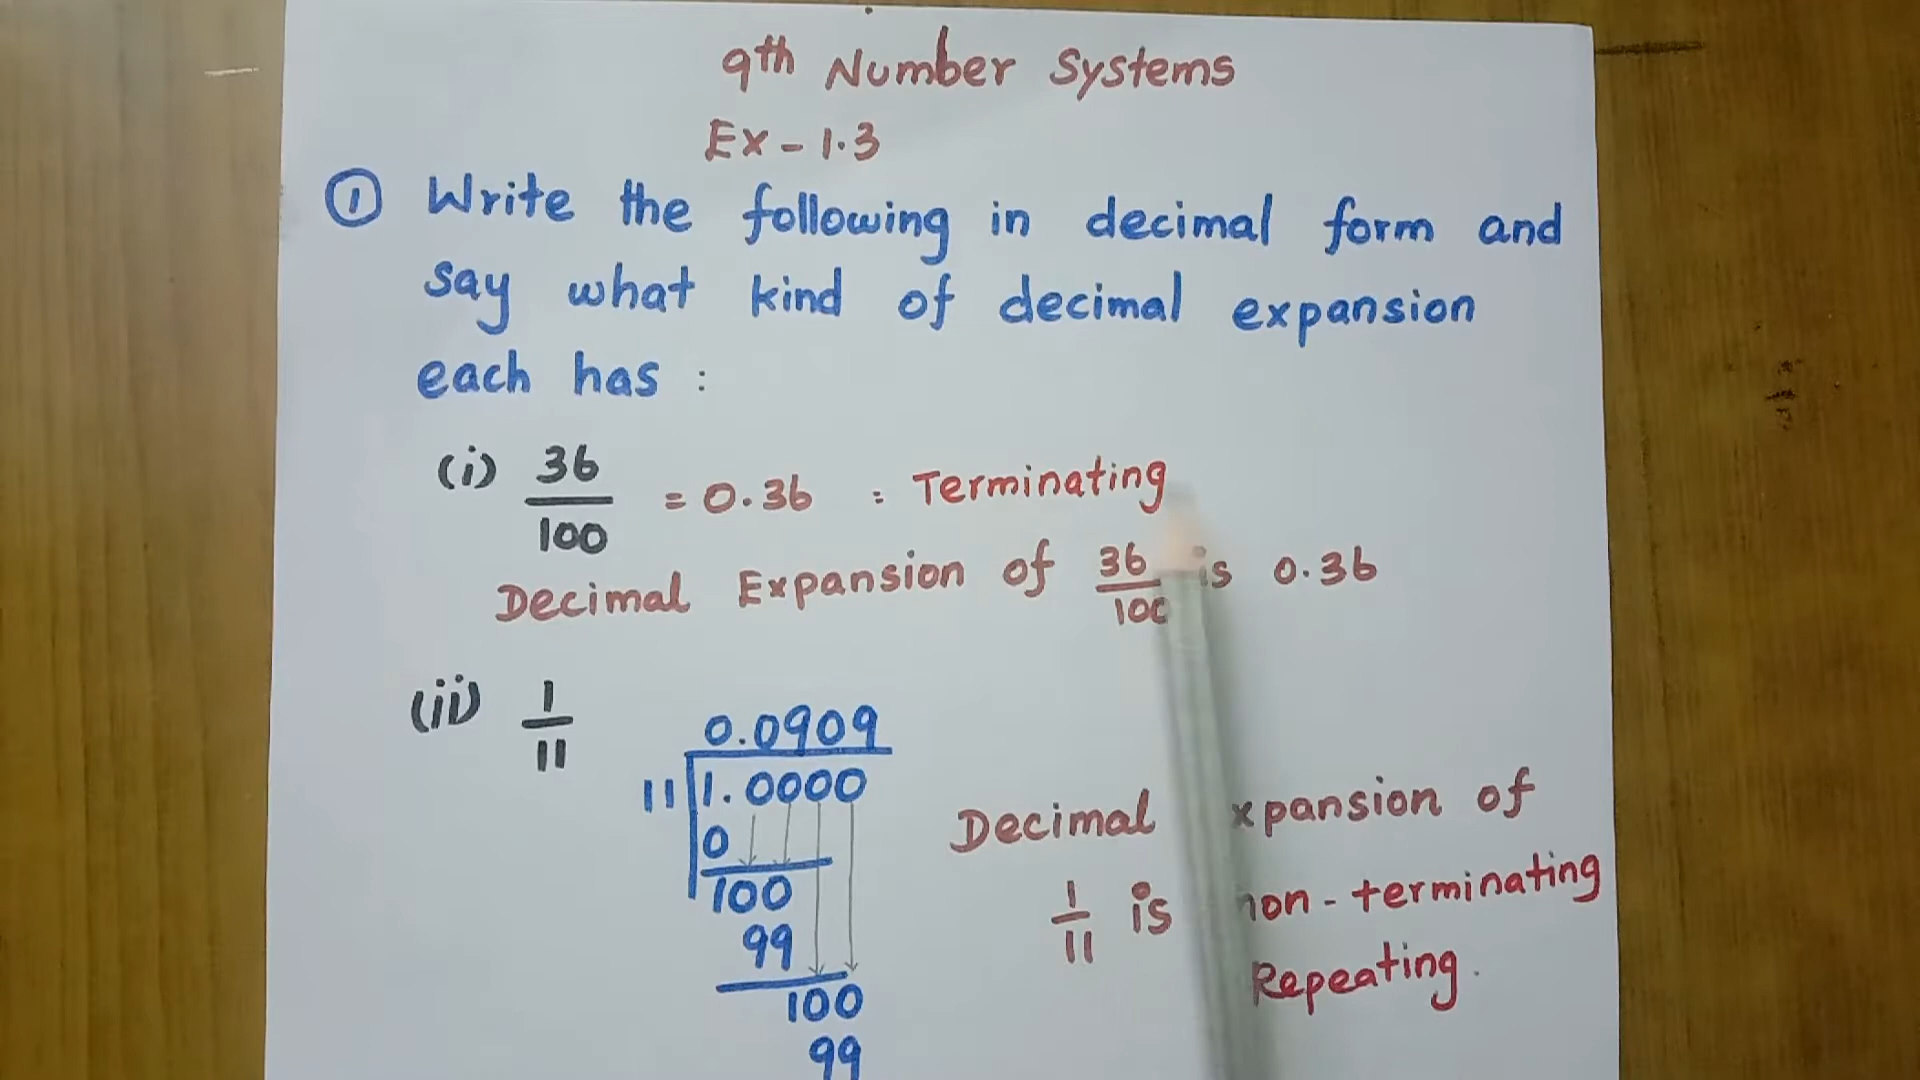 9th Number Systems
Ex - 1.3
① Write the following in decimal form and
say what kind of decimal expansion
each has :
(i) 36/100 = 0.36 : Terminating
Decimal Expansion of 36/100 is 0.36
(ii) 1/11
0.0909
11 1.0000
0
100
99
100
99
Decimal xpansion of
1/11 is non-terminating
Repeating.